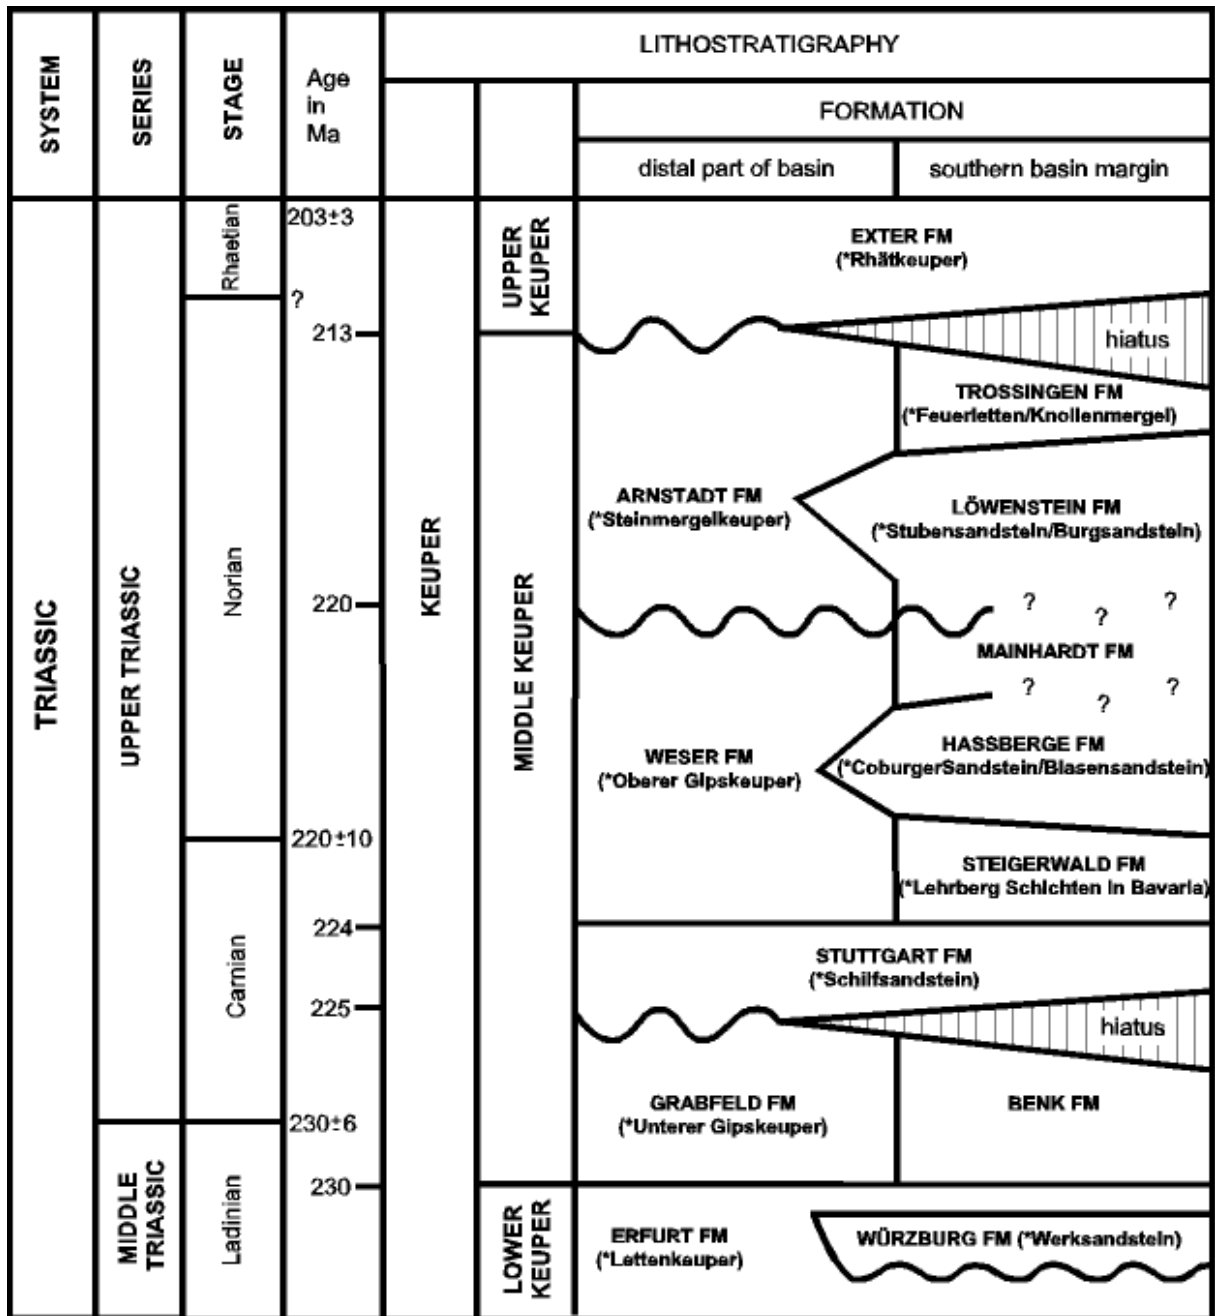 LITHOSTRATIGRAPHY
SYSTEM
SERIES
STAGE
Age
in
Ma
FORMATION
distal part of basin
southern basin margin
TRIASSIC
UPPER TRIASSIC
MIDDLE
TRIASSIC
Rhaetian
Norian
Carnian
Ladinian
203±3
?
213
220
220±10
224
225
230±6
230
KEUPER
UPPER
KEUPER
MIDDLE KEUPER
LOWER
KEUPER
EXTER FM
(*Rhätkeuper)
hiatus
TROSSINGEN FM
(*Feuerletten/Knollenmergel)
ARNSTADT FM
(*Steinmergelkeuper)
LÖWENSTEIN FM
(*Stubensandstein/Burgsandstein)
? ? ?
MAINHARDT FM
? ? ?
WESER FM
(*Oberer Gipskeuper)
HASSBERGE FM
(*CoburgerSandstein/Blasensandstein)
STEIGERWALD FM
(*Lehrberg Schichten in Bavaria)
STUTTGART FM
(*Schilfsandstein)
hiatus
GRABFELD FM
(*Unterer Gipskeuper)
BENK FM
ERFURT FM
(*Lettenkeuper)
WÜRZBURG FM (*Werksandstein)